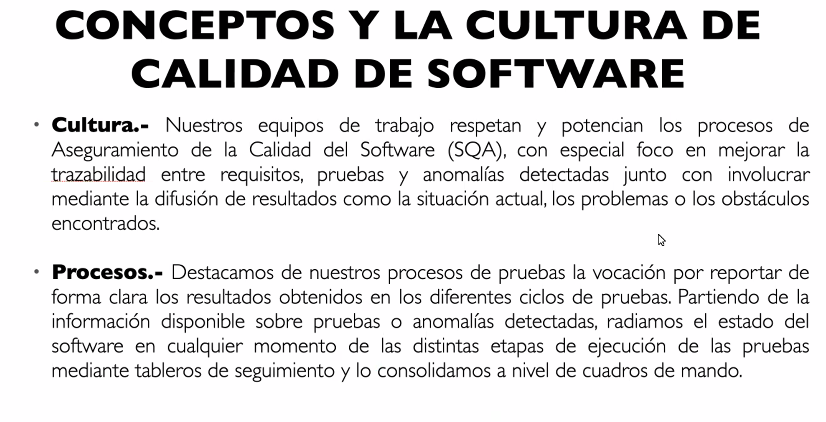 CONCEPTOS Y LA CULTURA DE
CALIDAD DE SOFTWARE
• Cultura.- Nuestros equipos de trabajo respetan y potencian los procesos de
Aseguramiento de la Calidad del Software (SQA), con especial foco en mejorar la
trazabilidad entre requisitos, pruebas y anomalías detectadas junto con involucrar
mediante la difusión de resultados como la situación actual, los problemas o los obstáculos
encontrados.
• Procesos.- Destacamos de nuestros procesos de pruebas la vocación por reportar de
forma clara los resultados obtenidos en los diferentes ciclos de pruebas. Partiendo de la
información disponible sobre pruebas o anomalías detectadas, radiamos el estado del
software en cualquier momento de las distintas etapas de ejecución de las pruebas
mediante tableros de seguimiento y lo consolidamos a nivel de cuadros de mando.